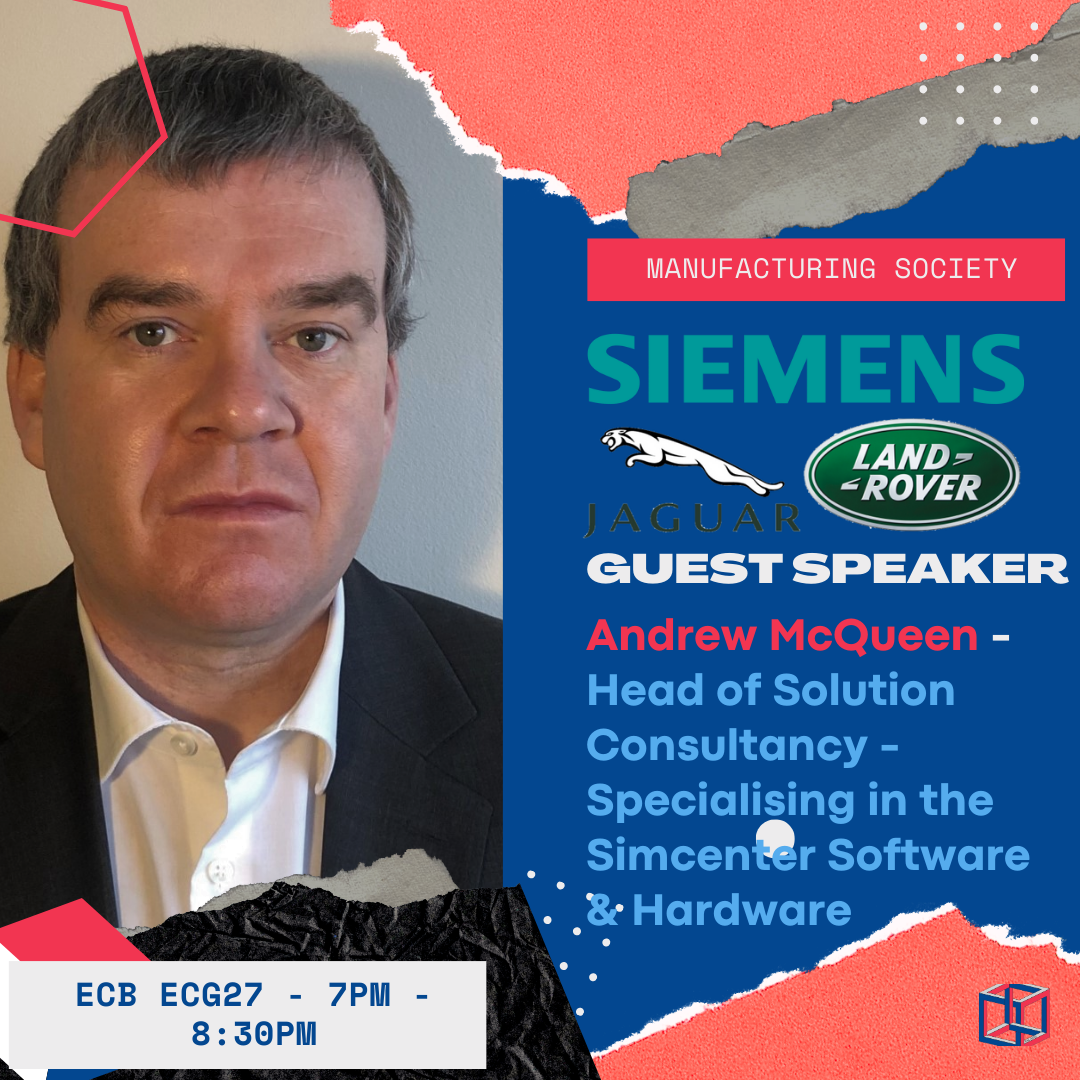 MANUFACTURING SOCIETY
SIEMENS
LAND-
-ROVER
JAGUAR
GUEST SPEAKER
Andrew McQueen -
Head of Solution
Consultancy -
Specialising in the
Simcenter Software
& Hardware
ECB ECG27 - 7PM -
8:30PM